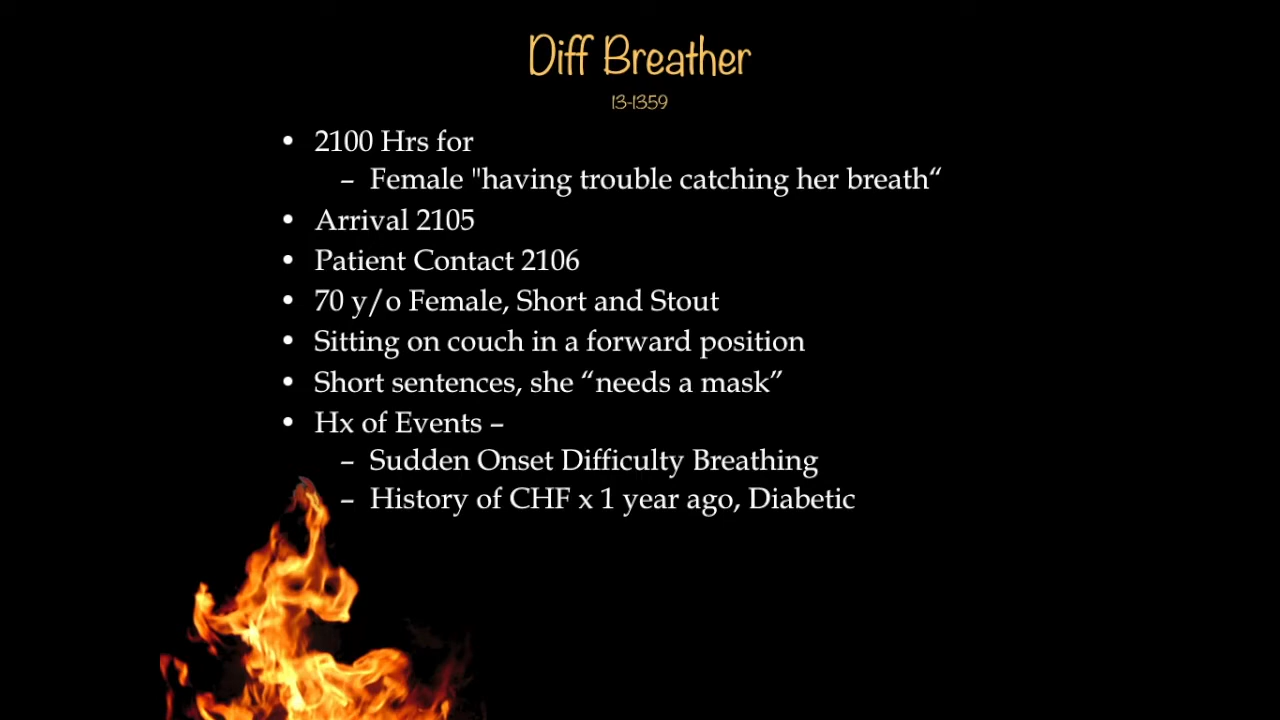 Diff Breather
13-1359
• 2100 Hrs for
– Female "having trouble catching her breath“
• Arrival 2105
• Patient Contact 2106
• 70 y/o Female, Short and Stout
• Sitting on couch in a forward position
• Short sentences, she “needs a mask”
• Hx of Events –
– Sudden Onset Difficulty Breathing
– History of CHF x 1 year ago, Diabetic